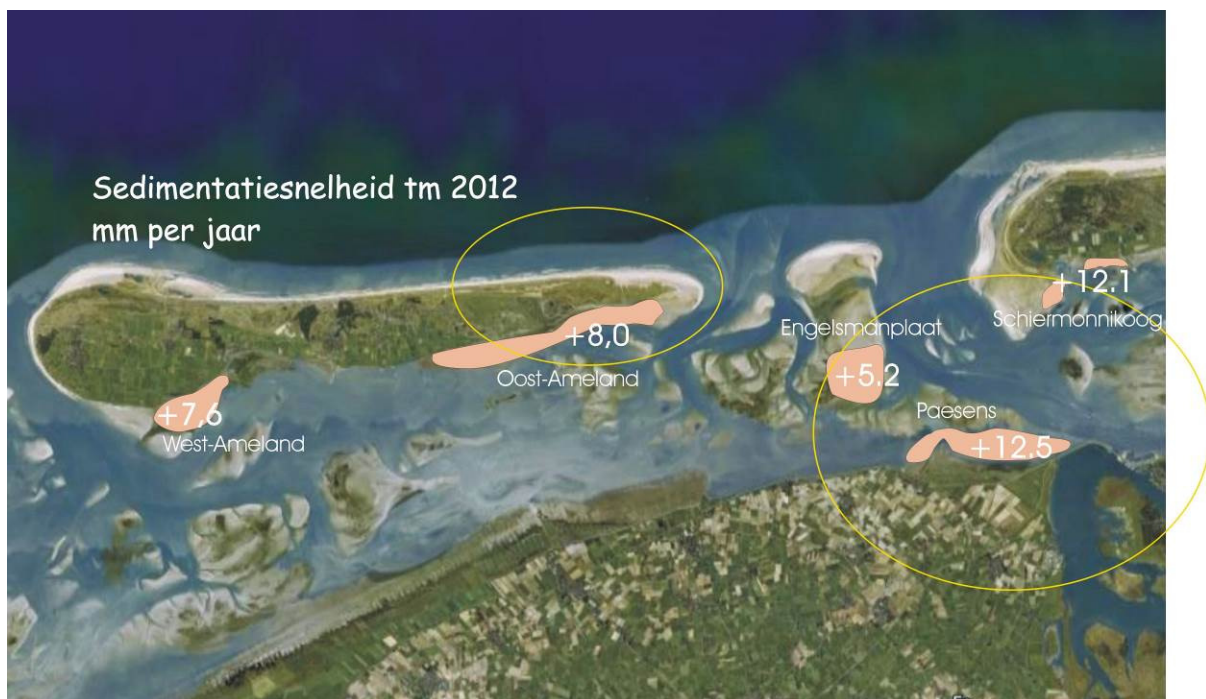 Sedimentatiesnelheid tm 2012
mm per jaar
+12.1
Schiermonnikoog
Engelsmanplaat
+8,0
Oost-Ameland
+5.2
+7,6
West-Ameland
Paesens
+12.5